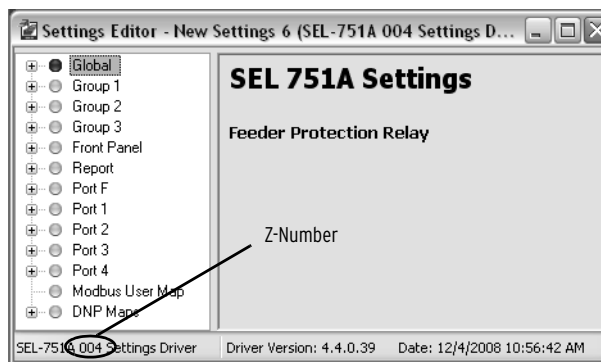 Settings Editor - New Settings 6 (SEL-751A 004 Settings D...
Global
Group 1
Group 2
Group 3
Front Panel
Report
Port F
Port 1
Port 2
Port 3
Port 4
Modbus User Map
DNP Maps
SEL 751A Settings
Feeder Protection Relay
Z-Number
SEL-751A 004 Settings Driver
Driver Version: 4.4.0.39
Date: 12/4/2008 10:56:42 AM